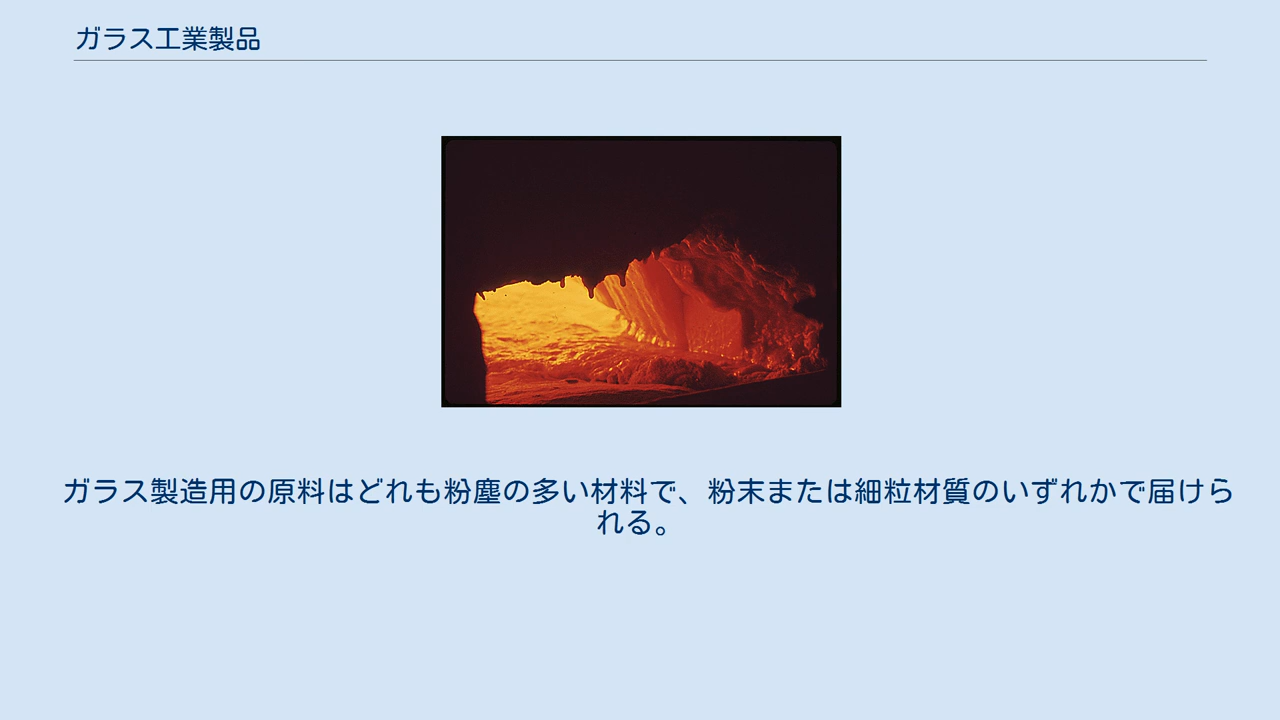 ガラス工業製品
ガラス製造用の原料はどれも粉塵の多い材料で、粉末または細粒材質のいずれかで届けら
れる。